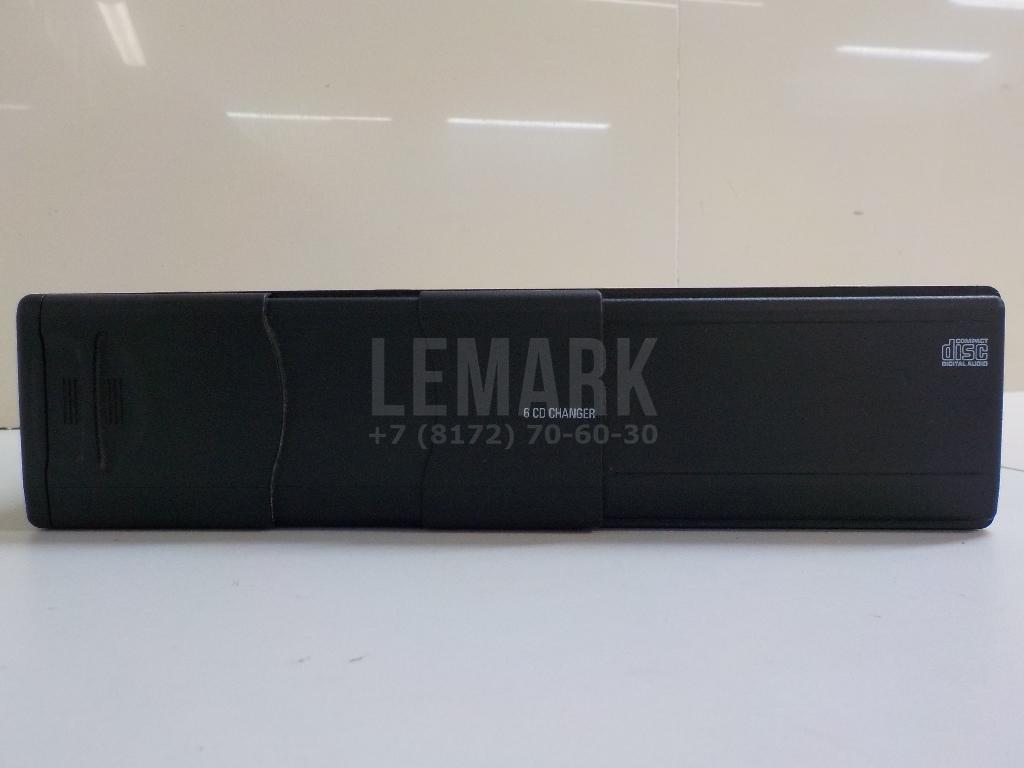 COMPACT
disc
DIGITAL AUDIO
LEMARK
6 CD CHANGER
+7 (8172) 70-60-30